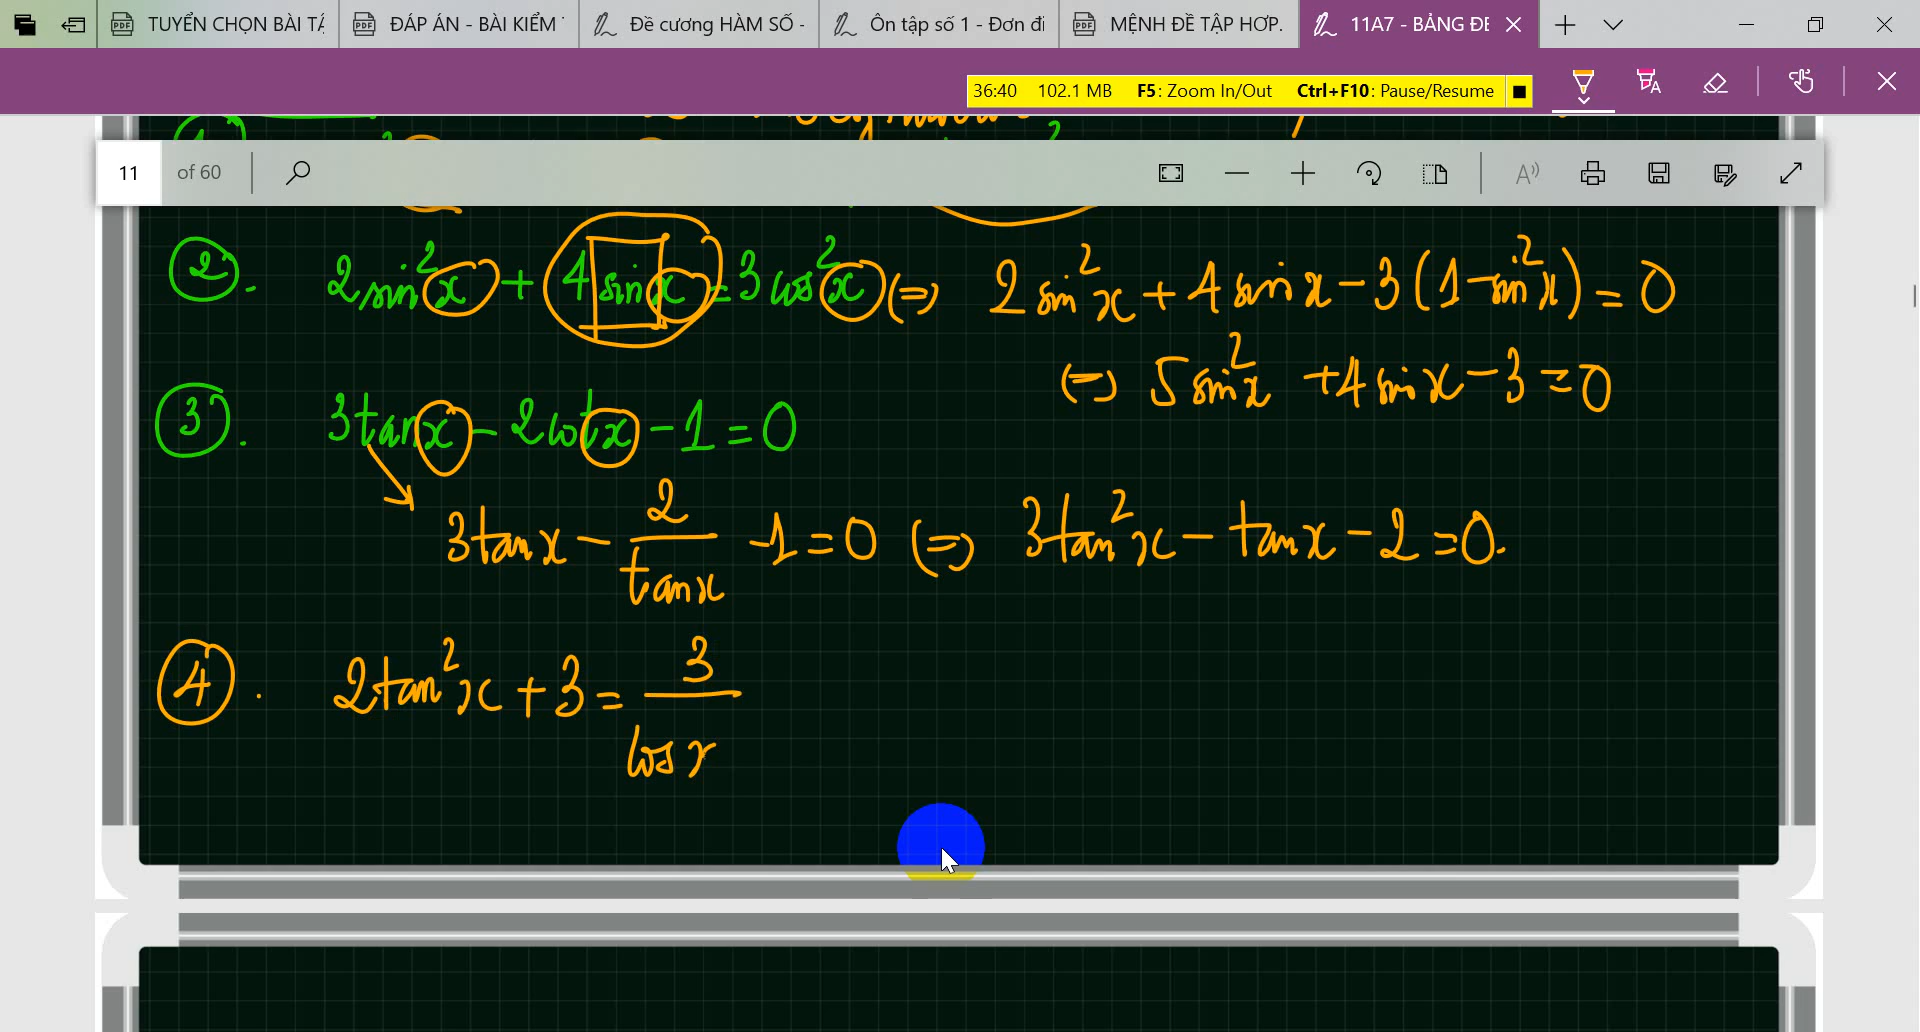 TUYỂN CHỌN BÀI TẬ
ĐÁP ÁN - BÀI KIỂM T
Đề cương HÀM SỐ -
Ôn tập số 1 - Đơn đi
MỆNH ĐỀ TẬP HƠP.
11A7 - BẢNG ĐE
36:40 102.1 MB F5: Zoom In/Out Ctrl+F10: Pause/Resume
11 of 60
② . 2sin²x + 4sinx = 3cos²x (=) 2sin²x + 4sinx - 3(1-sin²x) = 0
(=) 5sin²x + 4sinx - 3 = 0
③ . 3tanx - 2cotx - 1 = 0
3tanx - 2/tanx - 1 = 0 (=) 3tan²x - tanx - 2 = 0.
④ . 2tan²x + 3 = 3/cosx